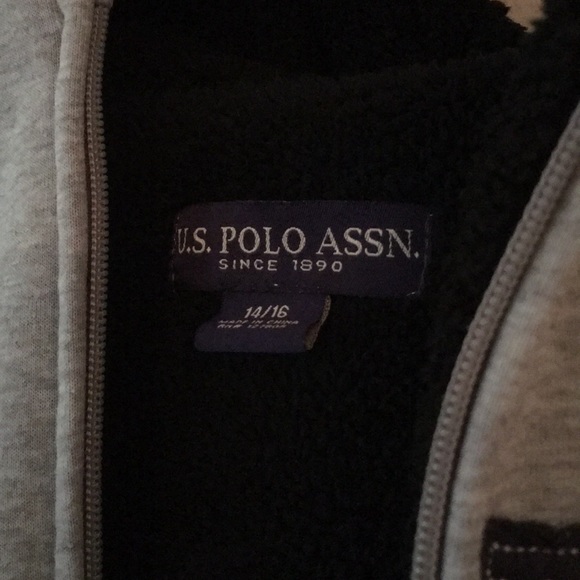 U.S. POLO ASSN.
SINCE 1890
14/16
MADE IN CHINA